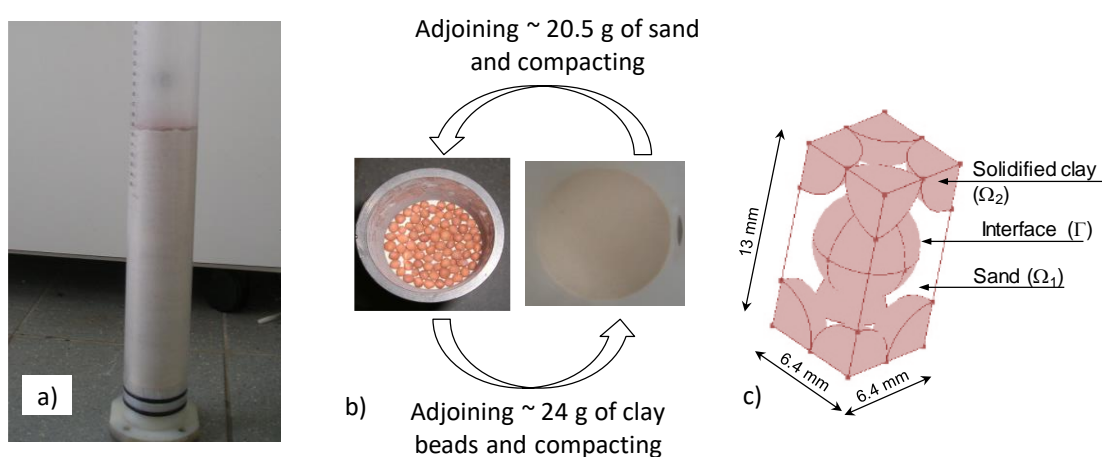 Adjoining ~ 20.5 g of sand
and compacting
a)
b)
Adjoining ~ 24 g of clay
beads and compacting
c)
13 mm
6.4 mm
6.4 mm
Solidified clay
(Ω2)
Interface (Γ)
Sand (Ω1)